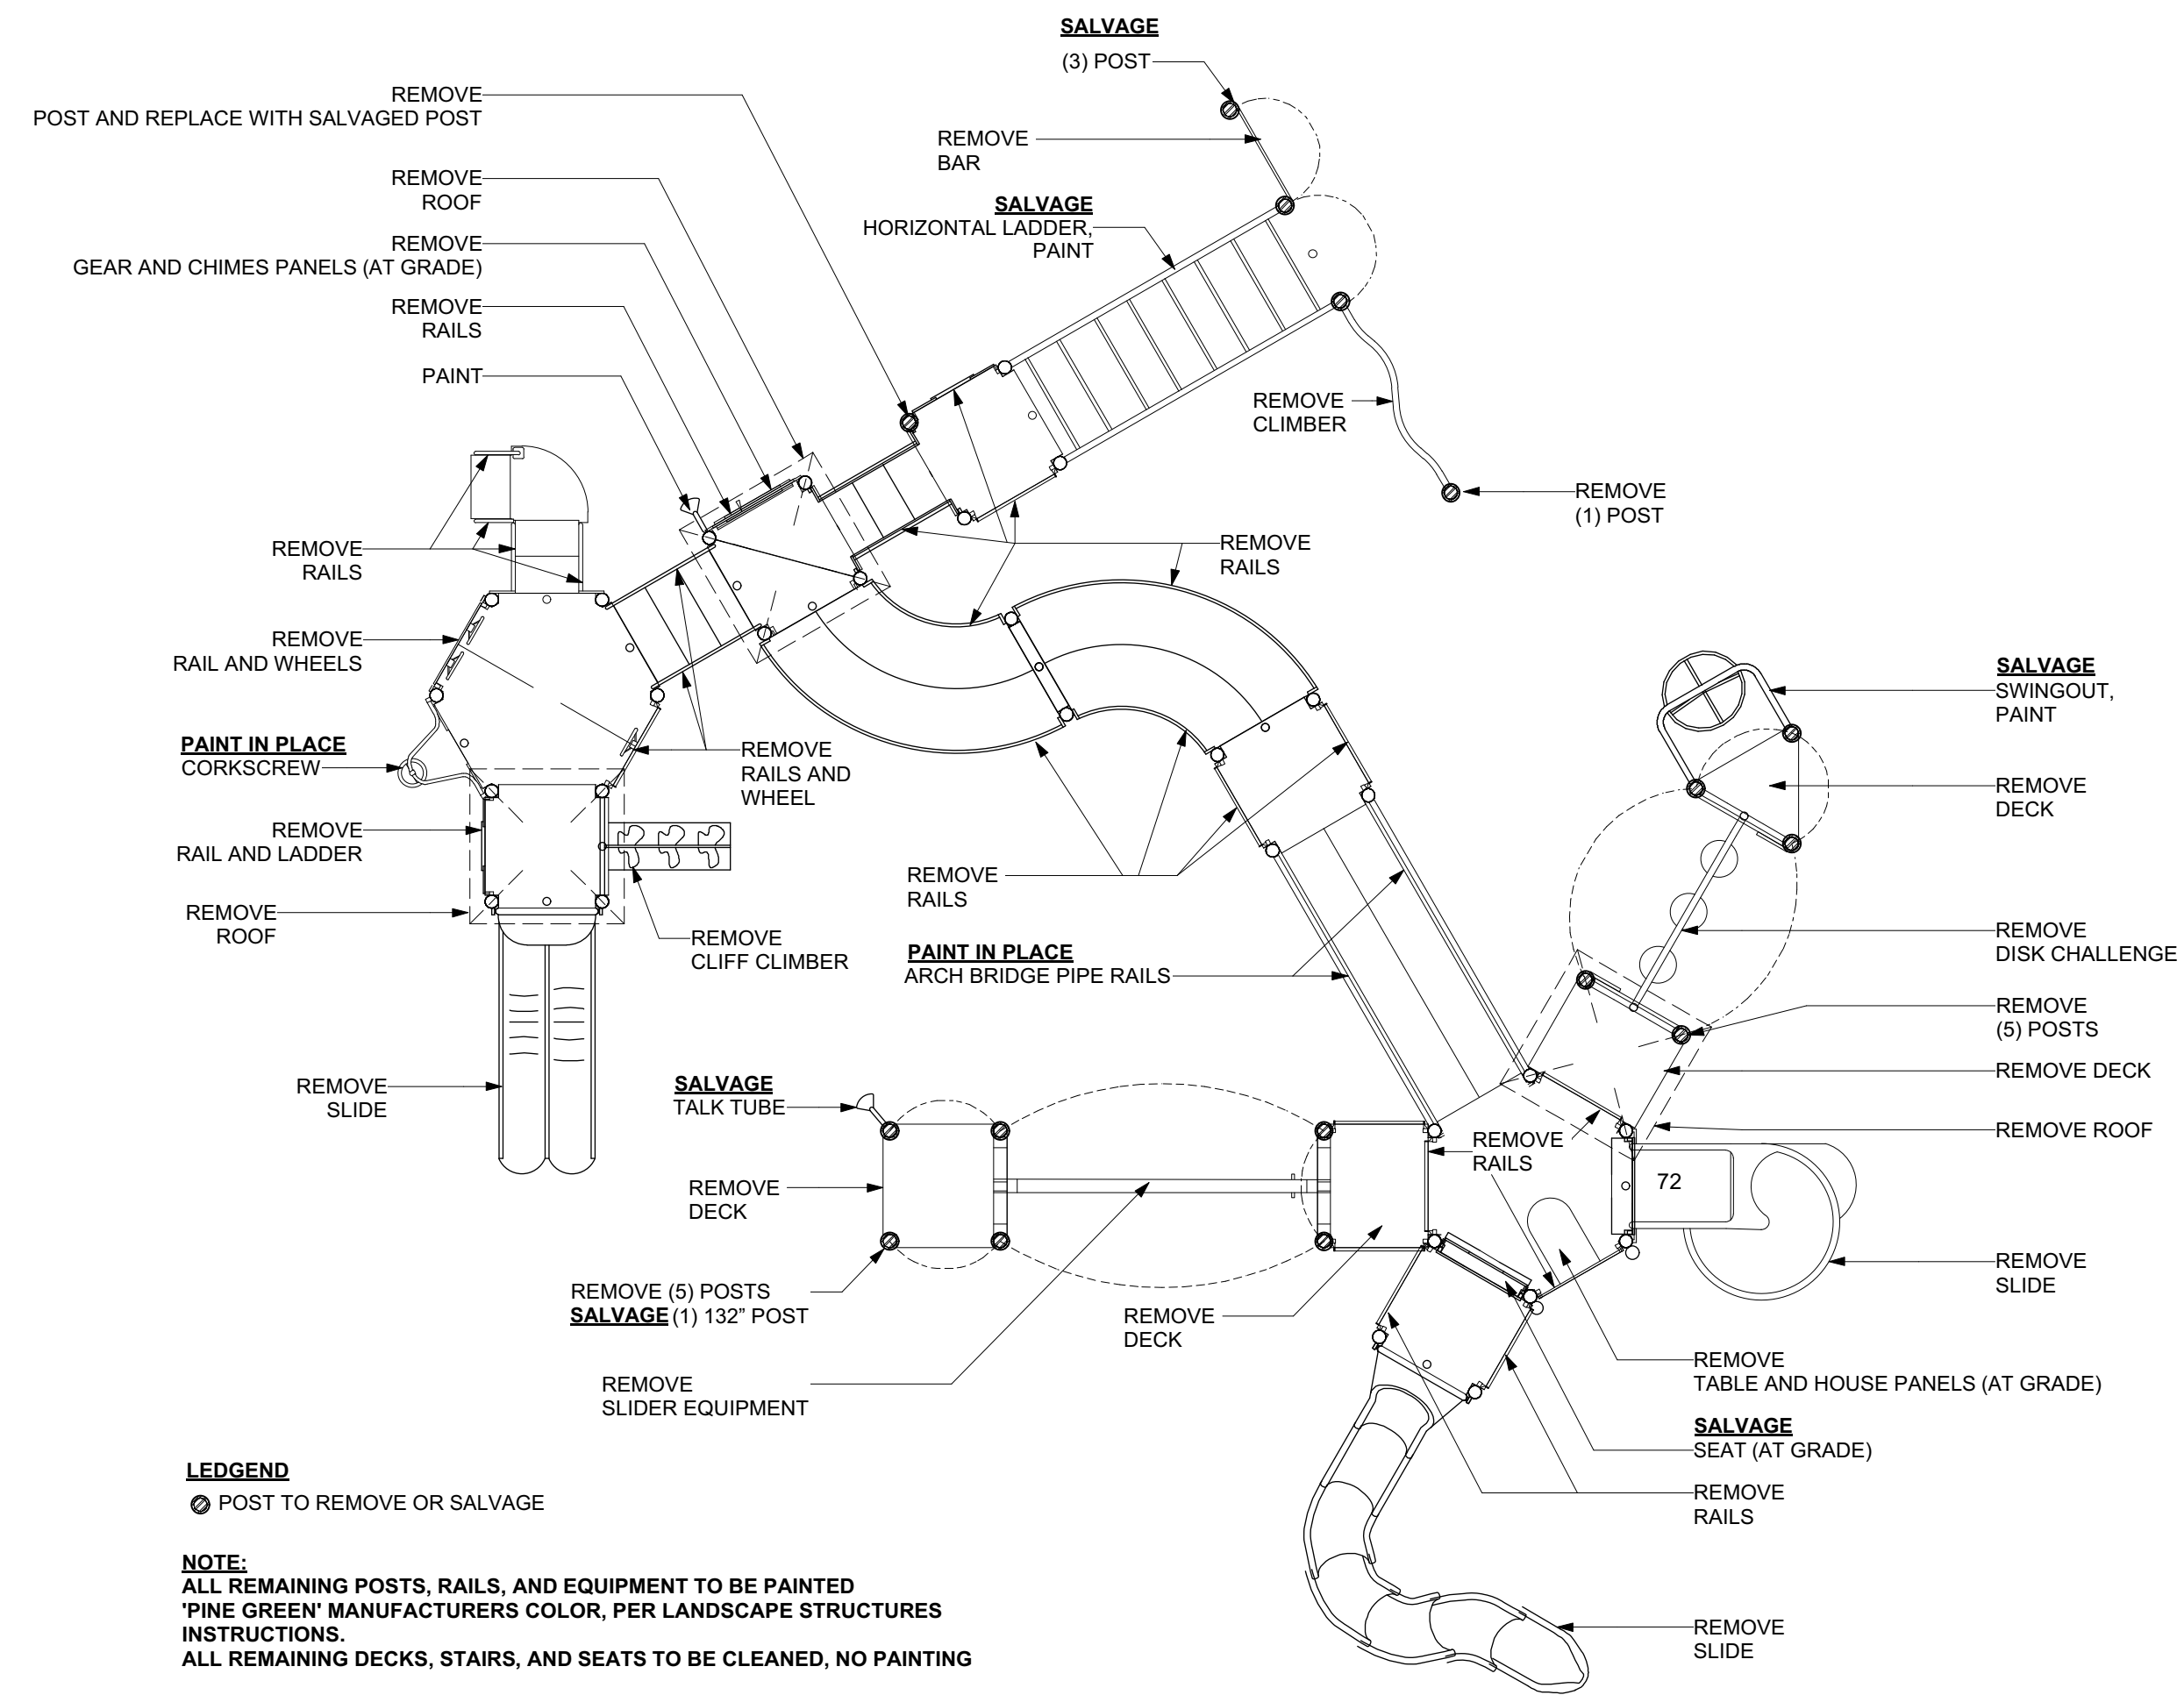 SALVAGE
(3) POST
REMOVE
POST AND REPLACE WITH SALVAGED POST
REMOVE
BAR
REMOVE
ROOF
SALVAGE
HORIZONTAL LADDER,
PAINT
REMOVE
GEAR AND CHIMES PANELS (AT GRADE)
REMOVE
RAILS
PAINT
REMOVE
CLIMBER
REMOVE
(1) POST
REMOVE
RAILS
REMOVE
RAILS
REMOVE
RAIL AND WHEELS
SALVAGE
SWINGOUT,
PAINT
PAINT IN PLACE
CORKSCREW
REMOVE
RAILS AND
WHEEL
REMOVE
DECK
REMOVE
RAIL AND LADDER
REMOVE
RAILS
REMOVE
ROOF
REMOVE
CLIFF CLIMBER
PAINT IN PLACE
ARCH BRIDGE PIPE RAILS
REMOVE
DISK CHALLENGE
REMOVE
(5) POSTS
REMOVE DECK
REMOVE
SLIDE
SALVAGE
TALK TUBE
REMOVE ROOF
REMOVE
RAILS
72
REMOVE
DECK
REMOVE
SLIDE
REMOVE (5) POSTS
SALVAGE (1) 132” POST
REMOVE
DECK
REMOVE
TABLE AND HOUSE PANELS (AT GRADE)
REMOVE
SLIDER EQUIPMENT
SALVAGE
SEAT (AT GRADE)
REMOVE
RAILS
LEDGEND
POST TO REMOVE OR SALVAGE
NOTE:
ALL REMAINING POSTS, RAILS, AND EQUIPMENT TO BE PAINTED
'PINE GREEN' MANUFACTURERS COLOR, PER LANDSCAPE STRUCTURES
INSTRUCTIONS.
ALL REMAINING DECKS, STAIRS, AND SEATS TO BE CLEANED, NO PAINTING
REMOVE
SLIDE